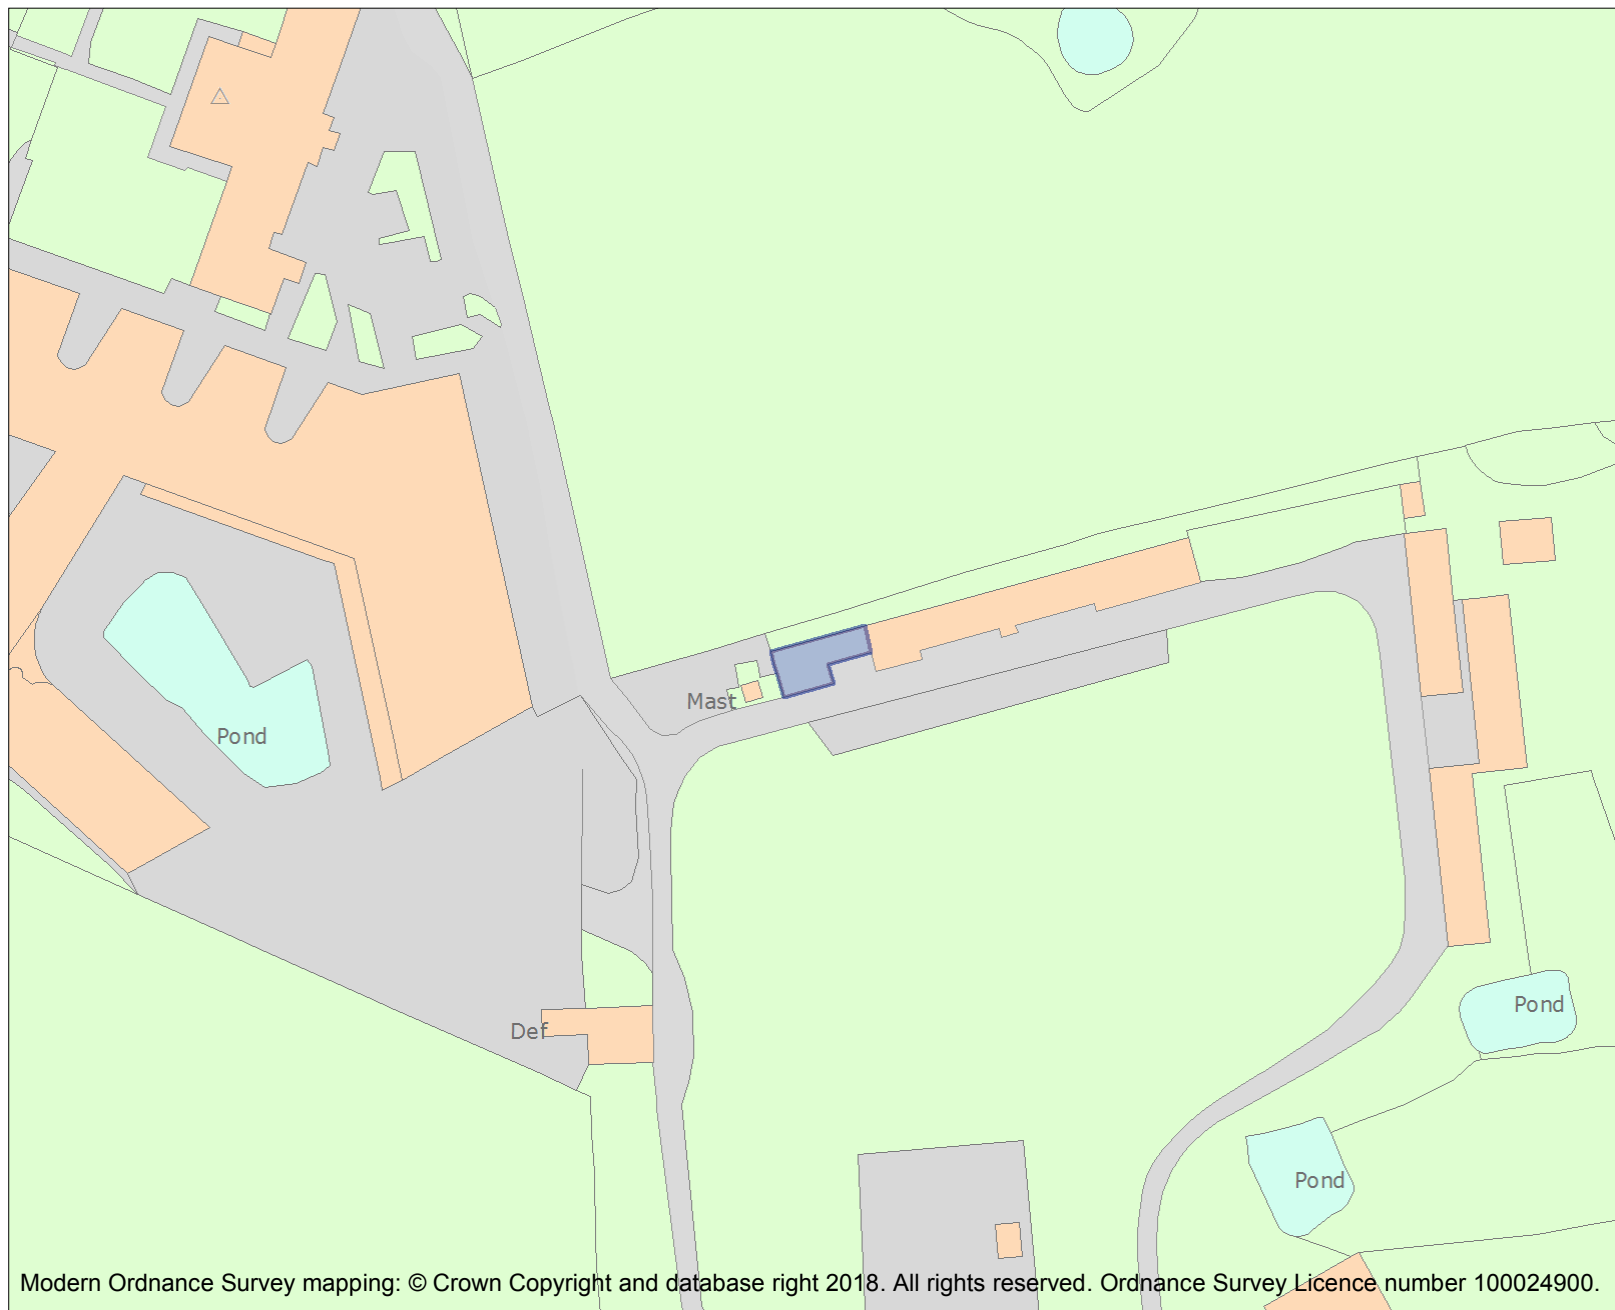 Mast
Pond
Pond
Def
Pond
Modern Ordnance Survey mapping: © Crown Copyright and database right 2018. All rights reserved. Ordnance Survey Licence number 100024900.